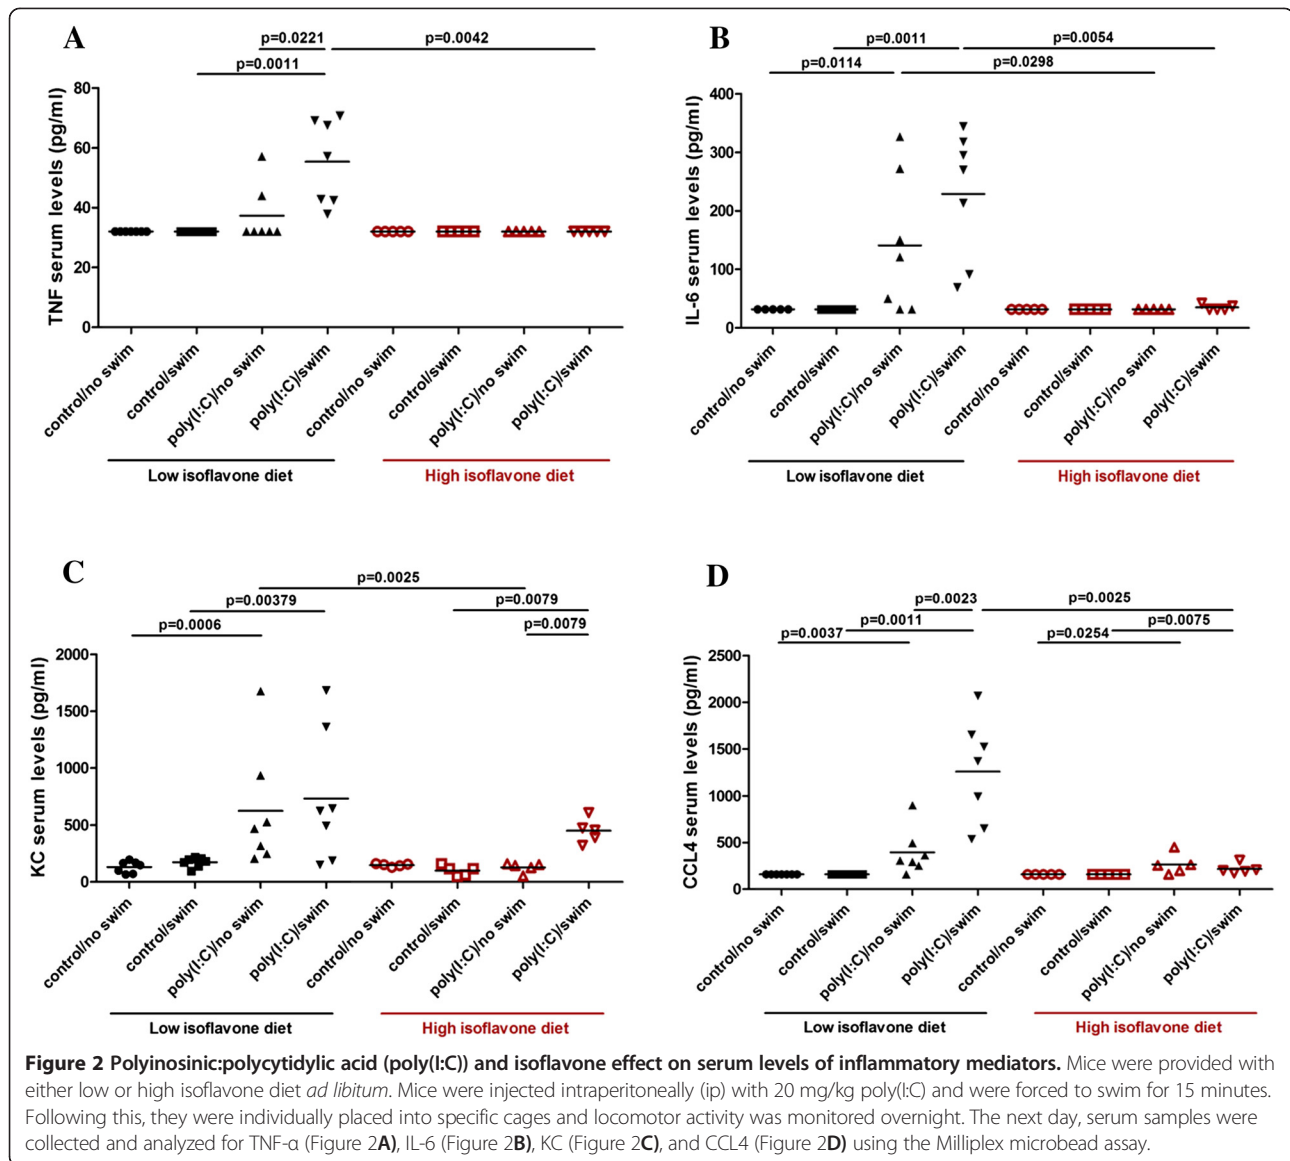 A
p=0.0221
p=0.0042
p=0.0011
TNF serum levels (pg/ml)
80
60
40
20
0
control/no swim
control/swim
poly(I:C)/no swim
poly(I:C)/swim
control/no swim
control/swim
poly(I:C)/no swim
poly(I:C)/swim
Low isoflavone diet
High isoflavone diet
B
p=0.0011
p=0.0054
p=0.0114
p=0.0298
IL-6 serum levels (pg/ml)
400
300
200
100
0
control/no swim
control/swim
poly(I:C)/no swim
poly(I:C)/swim
control/no swim
control/swim
poly(I:C)/no swim
poly(I:C)/swim
Low isoflavone diet
High isoflavone diet
C
p=0.0025
p=0.00379
p=0.0079
p=0.0006
p=0.0079
KC serum levels (pg/ml)
2000
1500
1000
500
0
control/no swim
control/swim
poly(I:C)/no swim
poly(I:C)/swim
control/no swim
control/swim
poly(I:C)/no swim
poly(I:C)/swim
Low isoflavone diet
High isoflavone diet
D
p=0.0023
p=0.0025
p=0.0011
p=0.0075
p=0.0037
p=0.0254
CCL4 serum levels (pg/ml)
2500
2000
1500
1000
500
0
control/no swim
control/swim
poly(I:C)/no swim
poly(I:C)/swim
control/no swim
control/swim
poly(I:C)/no swim
poly(I:C)/swim
Low isoflavone diet
High isoflavone diet
Figure 2 Polyinosinic:polycytidylic acid (poly(I:C)) and isoflavone effect on serum levels of inflammatory mediators. Mice were provided with
either low or high isoflavone diet ad libitum. Mice were injected intraperitoneally (ip) with 20 mg/kg poly(I:C) and were forced to swim for 15 minutes.
Following this, they were individually placed into specific cages and locomotor activity was monitored overnight. The next day, serum samples were
collected and analyzed for TNF-α (Figure 2A), IL-6 (Figure 2B), KC (Figure 2C), and CCL4 (Figure 2D) using the Milliplex microbead assay.